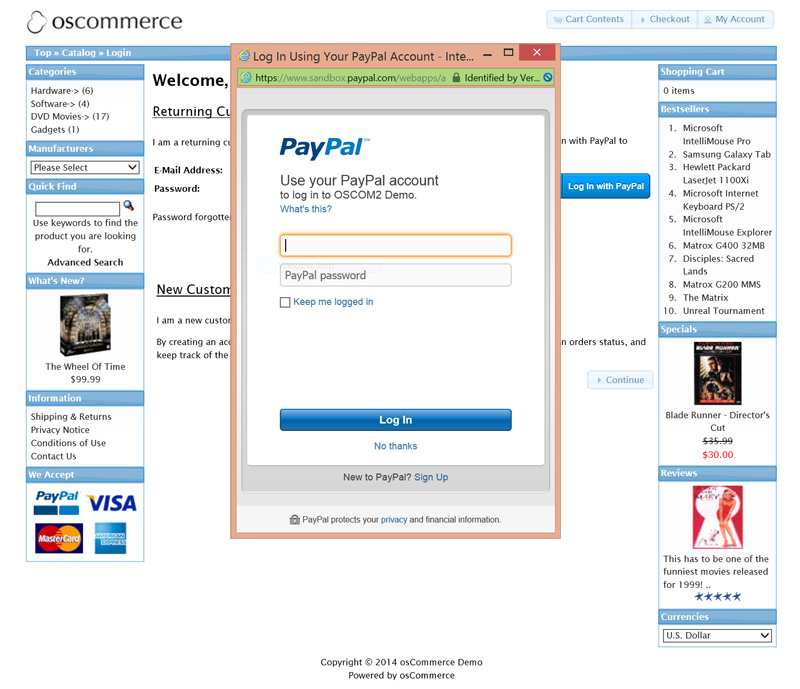 oscommerce
Cart Contents
Checkout
My Account
Top » Catalog » Login
Categories
Hardware-> (6)
Software-> (4)
DVD Movies-> (17)
Gadgets (1)
Manufacturers
Please Select
Quick Find
Use keywords to find the
product you are looking
for.
Advanced Search
What's New?
The Wheel Of Time
$99.99
Information
Shipping & Returns
Privacy Notice
Conditions of Use
Contact Us
We Accept
PayPal
VISA
MasterCard
AMERICAN EXPRESS
Welcome,
Returning Cu
I am a returning cu
E-Mail Address:
Password:
Password forgotten
New Custom
I am a new custor
By creating an acc
keep track of the
Log In Using Your PayPal Account - Inte...
https://www.sandbox.paypal.com/webapps/a
Identified by Ver...
PayPal™
Use your PayPal account
to log in to OSCOM2 Demo.
What's this?
PayPal password
Keep me logged in
Log In
No thanks
New to PayPal? Sign Up
PayPal protects your privacy and financial information.
n with PayPal to
Log In with PayPal
n orders status, and
Continue
Shopping Cart
0 items
Bestsellers
1. Microsoft
IntelliMouse Pro
2. Samsung Galaxy Tab
3. Hewlett Packard
LaserJet 1100Xi
4. Microsoft Internet
Keyboard PS/2
5. Microsoft
IntelliMouse Explorer
6. Matrox G400 32MB
7. Disciples: Sacred
Lands
8. Matrox G200 MMS
9. The Matrix
10. Unreal Tournament
Specials
BLADE RUNNER
Blade Runner - Director's
Cut
$35.99
$30.00
Reviews
MARY
This has to be one of the
funniest movies released
for 1999! ..
Currencies
U.S. Dollar
Copyright © 2014 osCommerce Demo
Powered by osCommerce